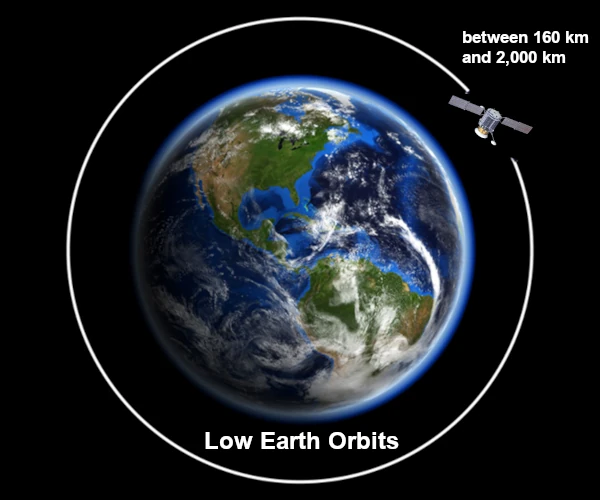 between 160 km
and 2,000 km
Low Earth Orbits